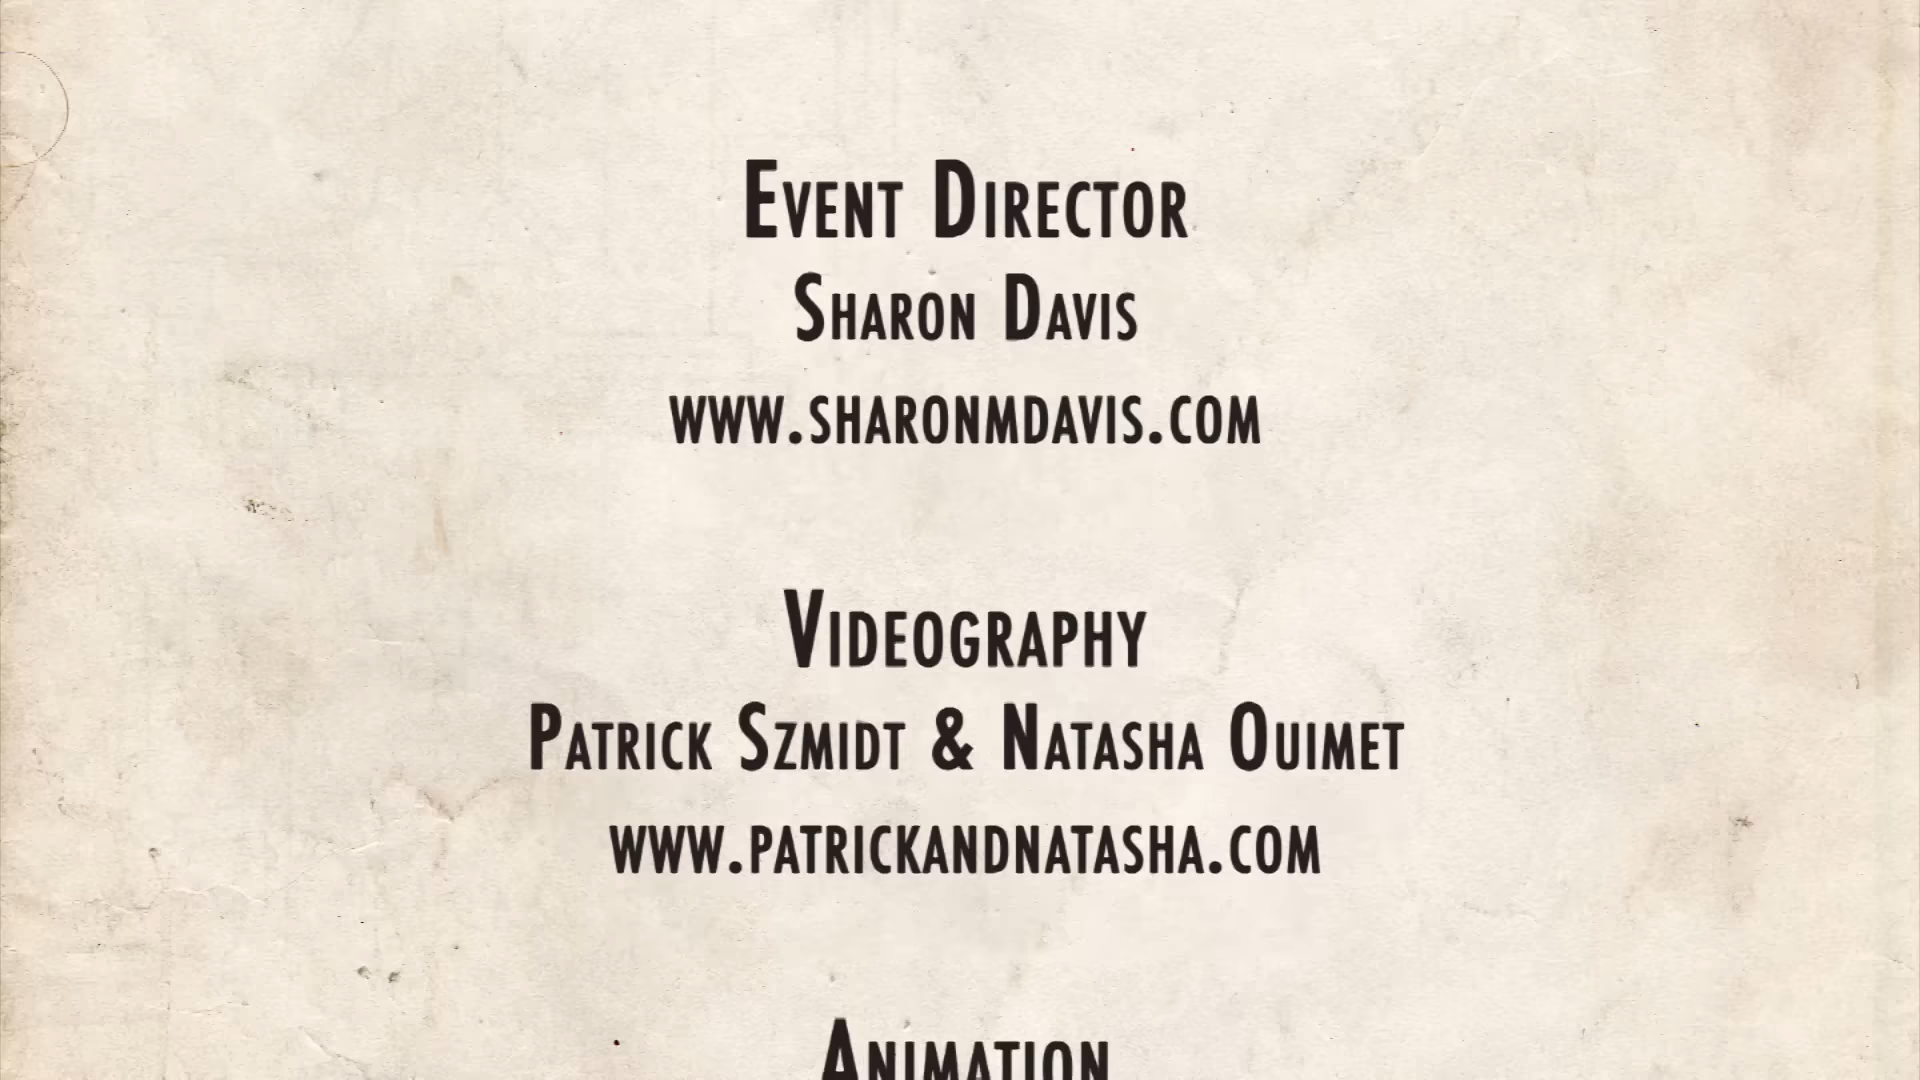 Event Director
Sharon Davis
www.sharonmdavis.com
Videography
Patrick Szmidt & Natasha Ouimet
www.patrickandnatasha.com
Animation